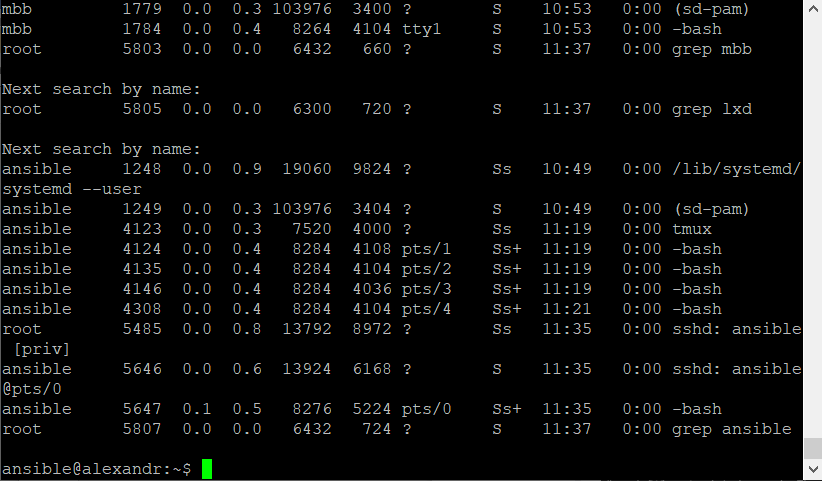 mbb 1779 0.0 0.3 103976 3400 ? S 10:53 0:00 (sd-pam)
mbb 1784 0.0 0.4 8264 4104 tty1 S 10:53 0:00 -bash
root 5803 0.0 0.0 6432 660 ? S 11:37 0:00 grep mbb
Next search by name:
root 5805 0.0 0.0 6300 720 ? S 11:37 0:00 grep lxd
Next search by name:
ansible 1248 0.0 0.9 19060 9824 ? Ss 10:49 0:00 /lib/systemd/
systemd --user
ansible 1249 0.0 0.3 103976 3404 ? S 10:49 0:00 (sd-pam)
ansible 4123 0.0 0.3 7520 4000 ? Ss 11:19 0:00 tmux
ansible 4124 0.0 0.4 8284 4108 pts/1 Ss+ 11:19 0:00 -bash
ansible 4135 0.0 0.4 8284 4104 pts/2 Ss+ 11:19 0:00 -bash
ansible 4146 0.0 0.4 8284 4036 pts/3 Ss+ 11:19 0:00 -bash
ansible 4308 0.0 0.4 8284 4104 pts/4 Ss+ 11:21 0:00 -bash
root 5485 0.0 0.8 13792 8972 ? Ss 11:35 0:00 sshd: ansible
[priv]
ansible 5646 0.0 0.6 13924 6168 ? S 11:35 0:00 sshd: ansible
@pts/0
ansible 5647 0.1 0.5 8276 5224 pts/0 Ss+ 11:35 0:00 -bash
root 5807 0.0 0.0 6432 724 ? S 11:37 0:00 grep ansible
ansible@alexandr:~$